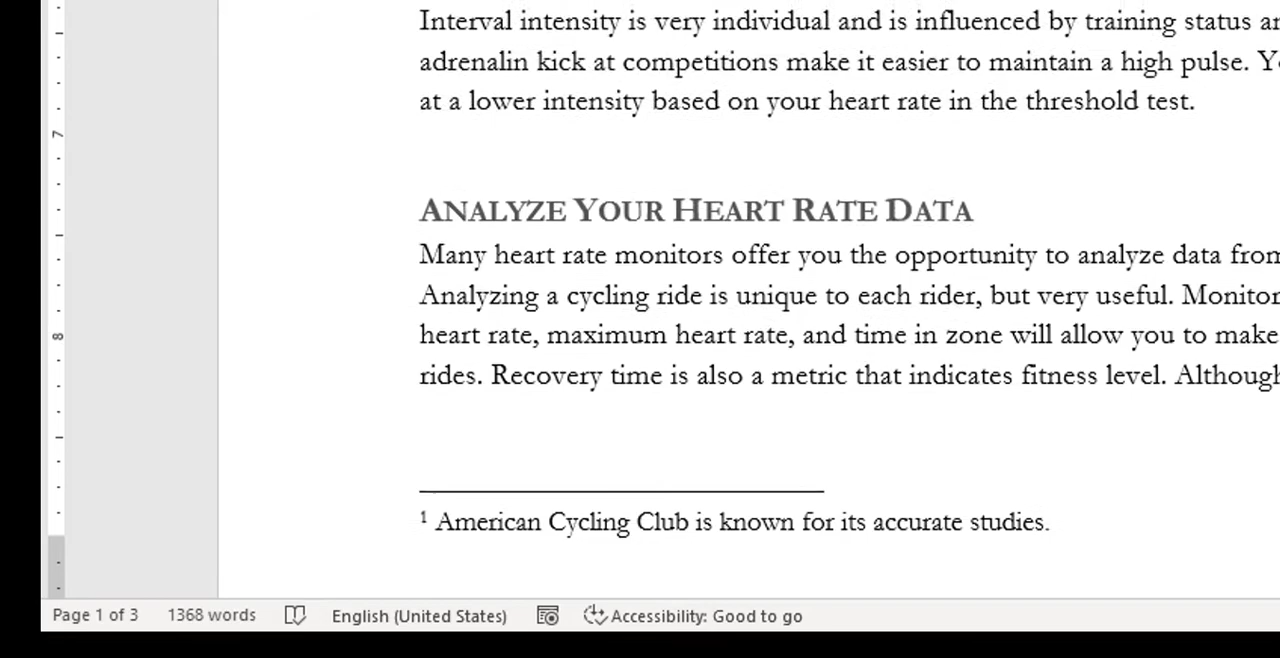 Interval intensity is very individual and is influenced by training status
adrenalin kick at competitions make it easier to maintain a high pulse.
at a lower intensity based on your heart rate in the threshold test.
7
ANALYZE YOUR HEART RATE DATA
Many heart rate monitors offer you the opportunity to analyze data from
Analyzing a cycling ride is unique to each rider, but very useful. Monitor
8
heart rate, maximum heart rate, and time in zone will allow you to make
rides. Recovery time is also a metric that indicates fitness level. Although
1 American Cycling Club is known for its accurate studies.
Page 1 of 3 1368 words English (United States) Accessibility: Good to go